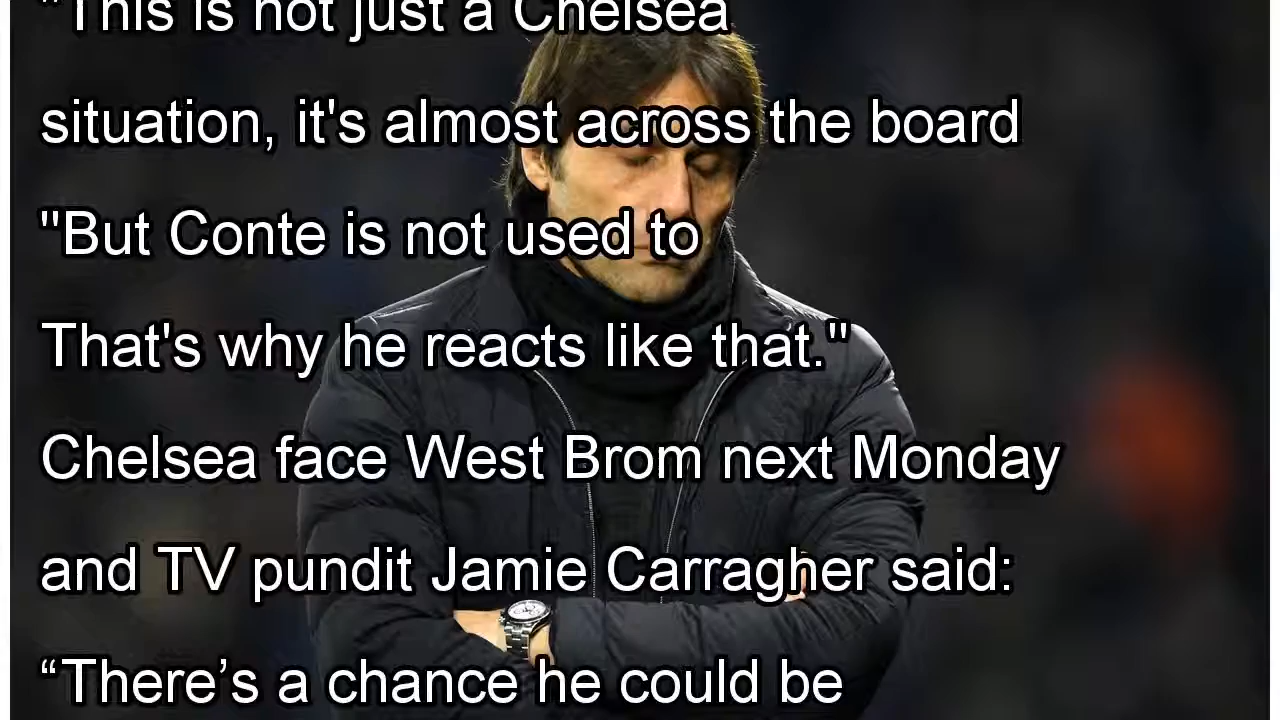 "This is not just a Chelsea
situation, it's almost across the board
"But Conte is not used to
That's why he reacts like that."
Chelsea face West Brom next Monday
and TV pundit Jamie Carragher said:
“There’s a chance he could be